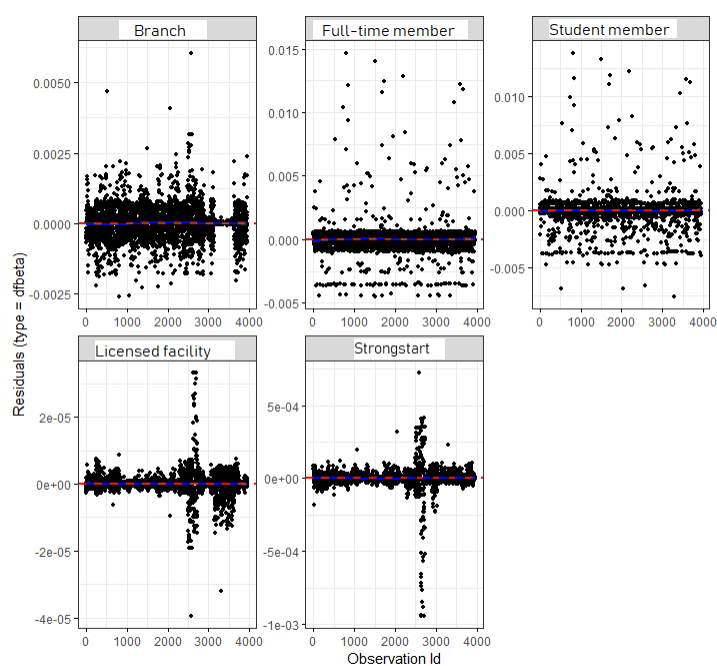 Branch
Full-time member
Student member
0.0050
0.0025
0.0000
-0.0025
0 1000 2000 3000 4000
0.015
0.010
0.005
0.000
-0.005
0 1000 2000 3000 4000
0.010
0.005
0.000
-0.005
0 1000 2000 3000 4000
Residuals (type = dfbeta)
Licensed facility
Strongstart
2e-05
0e+00
-2e-05
-4e-05
0 1000 2000 3000 4000
5e-04
0e+00
-5e-04
-1e-03
0 1000 2000 3000 4000
Observation Id